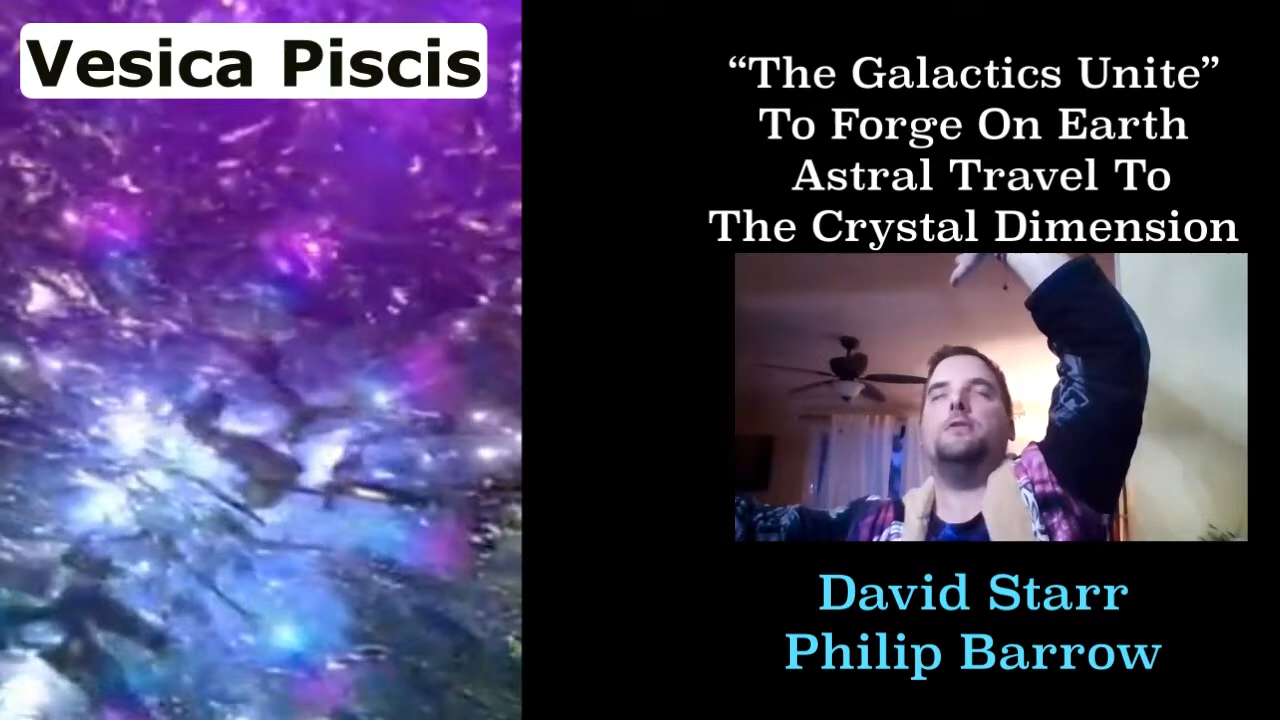 Vesica Piscis
“The Galactics Unite”
To Forge On Earth
Astral Travel To
The Crystal Dimension
David Starr
Philip Barrow